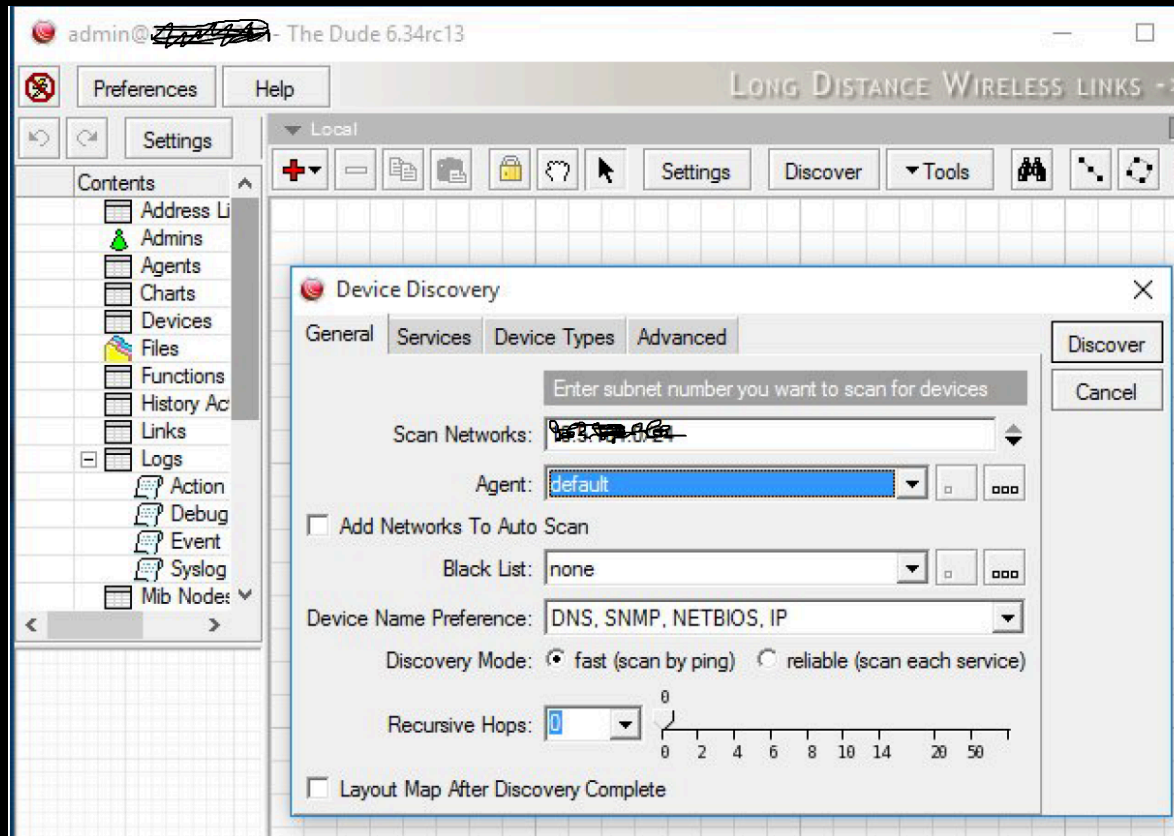 admin@ - The Dude 6.34rc13
Preferences Help LONG DISTANCE WIRELESS LINKS -
Settings
Local
Settings Discover Tools
Contents
Address Li
Admins
Agents
Charts
Devices
Files
Functions
History Ac
Links
Logs
Action
Debug
Event
Syslog
Mib Nodes
Device Discovery
General Services Device Types Advanced
Discover
Cancel
Enter subnet number you want to scan for devices
Scan Networks:
Agent: default
Add Networks To Auto Scan
Black List: none
Device Name Preference: DNS, SNMP, NETBIOS, IP
Discovery Mode: fast (scan by ping) reliable (scan each service)
0
Recursive Hops: 0
0 2 4 6 8 10 14 20 50
Layout Map After Discovery Complete